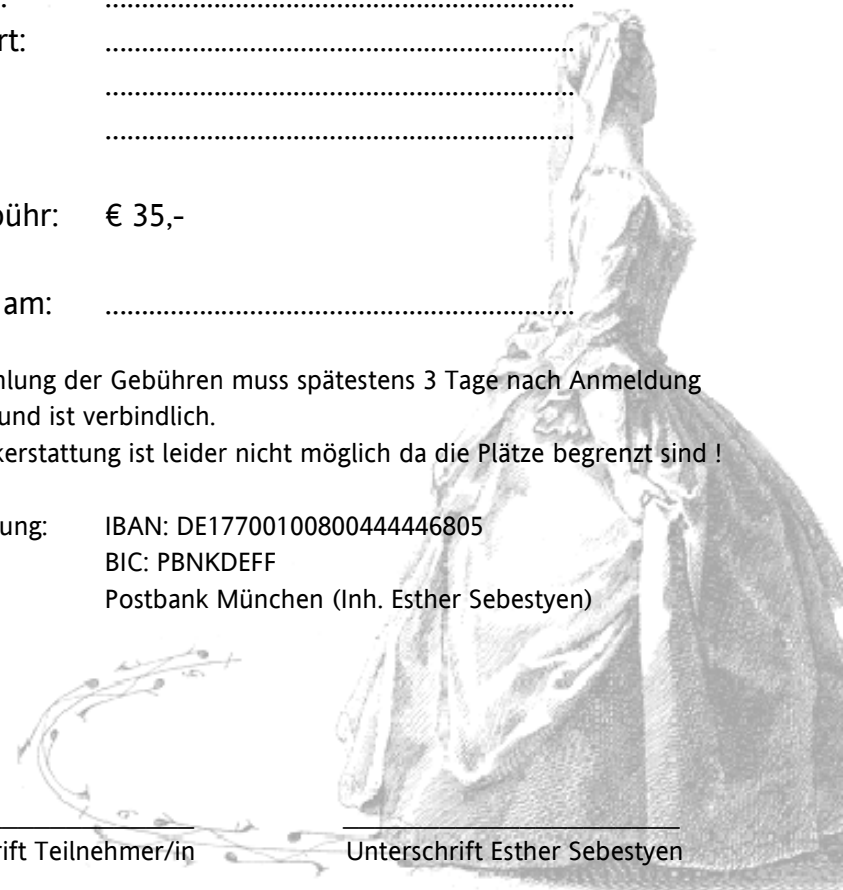 rt: ................................................................
................................................................
................................................................
bühr: € 35,-
am: ................................................................
hlung der Gebühren muss spätestens 3 Tage nach Anmeldung
und ist verbindlich.
kerstattung ist leider nicht möglich da die Plätze begrenzt sind !
ung: IBAN: DE17700100800444446805
BIC: PBNKDEFF
Postbank München (Inh. Esther Sebestyen)
rift Teilnehmer/in Unterschrift Esther Sebestyen